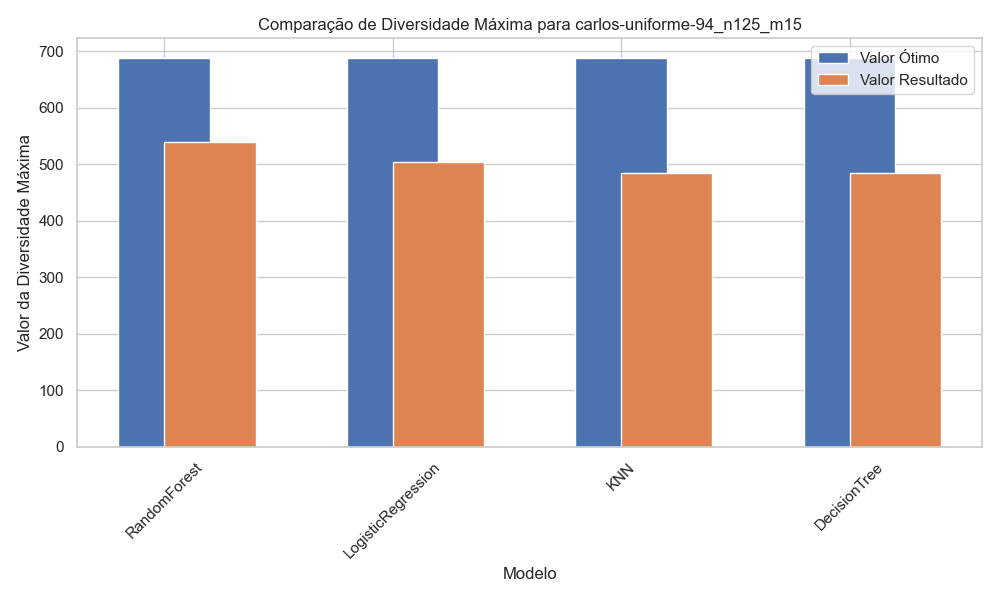 Comparação de Diversidade Máxima para carlos-uniforme-94_n125_m15
Valor Ótimo
Valor Resultado
Valor da Diversidade Máxima
700
600
500
400
300
200
100
0
RandomForest
LogisticRegression
KNN
DecisionTree
Modelo